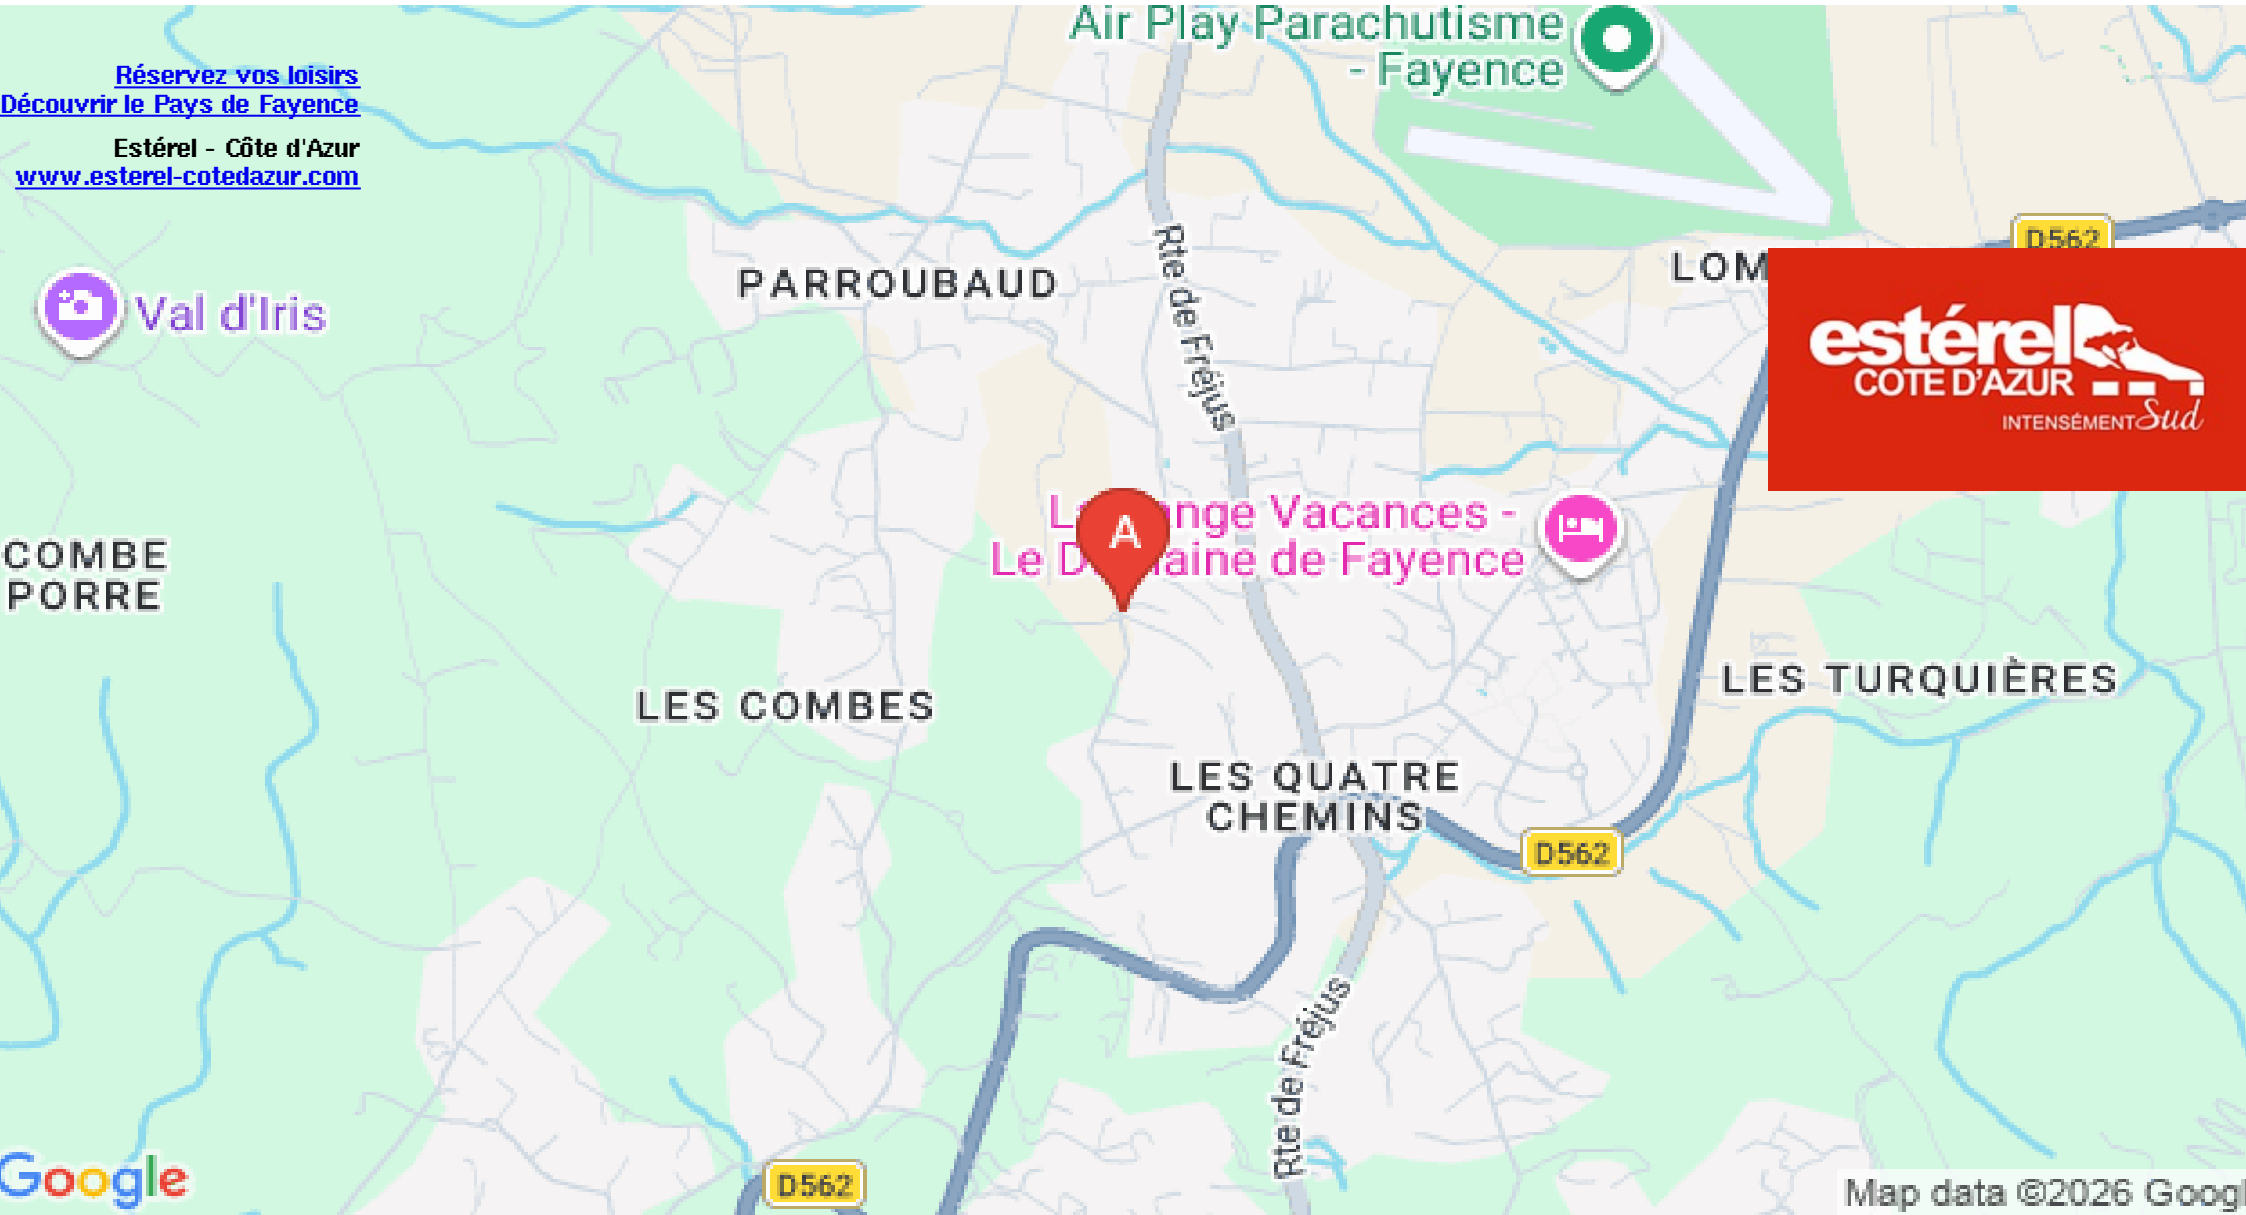 Air Play Parachutisme
- Fayence
Réservez vos loisirs
Découvrir le Pays de Fayence
Estérel - Côte d'Azur
www.esterel-cotedazur.com
Rte de Fréjus
D562
LOM
PARROUBAUD
Val d'Iris
estérel
COTE D'AZUR
INTENSÉMENT Sud
A
Vacances -
Le
de Fayence
COMBE
PORRE
LES COMBES
LES TURQUIÈRES
LES QUATRE
CHEMINS
D562
Rte de Fréjus
D562
Google
Map data ©2026 Googl